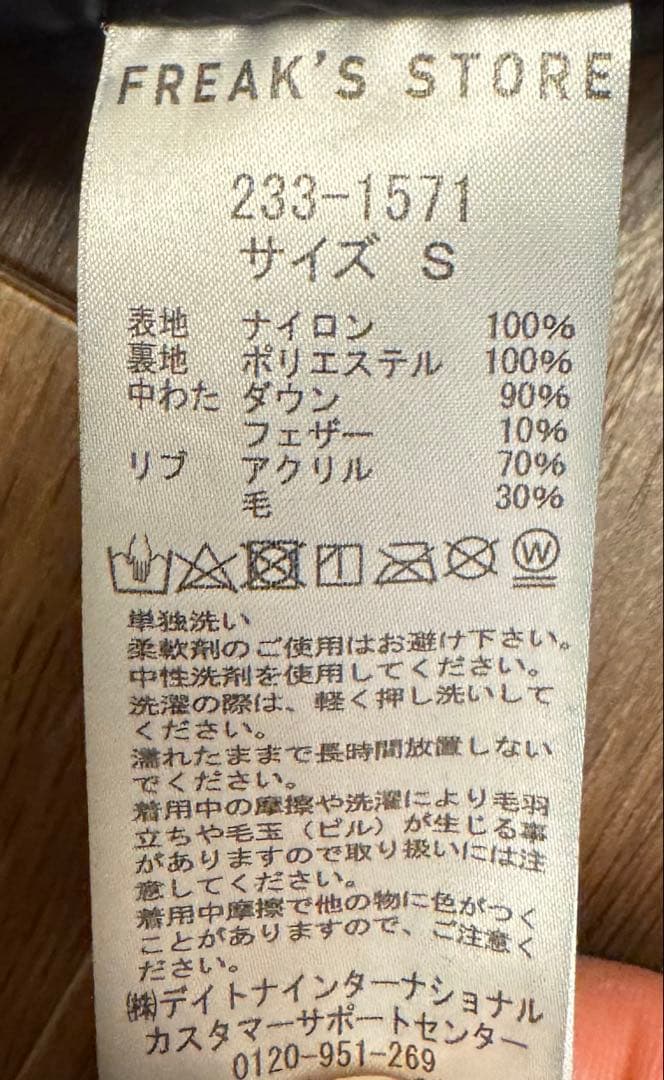 FREAK'S STORE
233-1571
サイズ S
表地 ナイロン 100%
裏地 ポリエステル 100%
中わた ダウン 90%
フェザー 10%
リブ アクリル 70%
毛 30%
W
単独洗い
柔軟剤のご使用はお避け下さい。
中性洗剤を使用してください。
洗濯の際は、軽く押し洗いして
ください。
濡れたままで長時間放置しない
でください。
着用中の摩擦や洗濯により毛羽
立ちや毛玉（ピル）が生じる事
がありますので取り扱いには注
意してください。
着用中摩擦で他の物に色がつく
ことがありますので、ご注意く
ださい。
㈱デイトナインターナショナル
カスタマーサポートセンター
0120-951-269